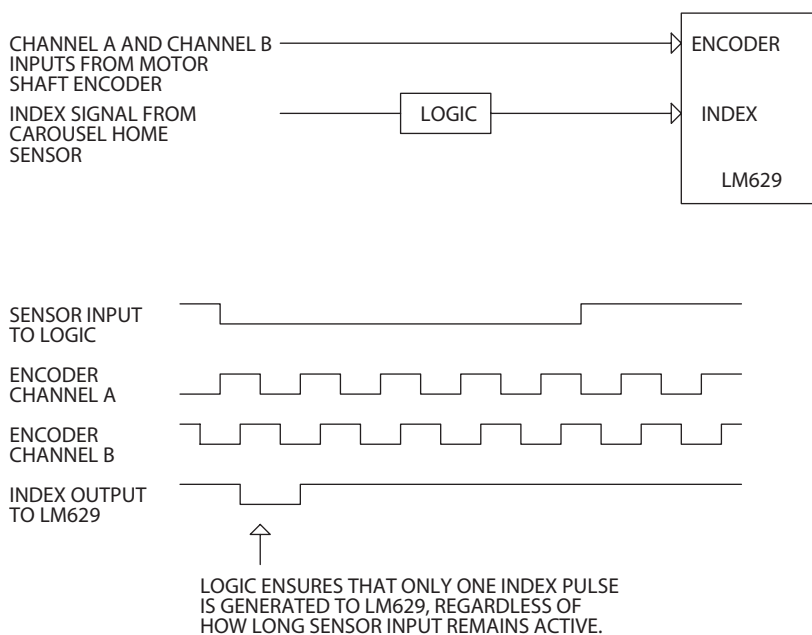 CHANNEL A AND CHANNEL B
INPUTS FROM MOTOR
SHAFT ENCODER
ENCODER
INDEX SIGNAL FROM
CAROUSEL HOME
SENSOR
LOGIC
INDEX
LM629
SENSOR INPUT
TO LOGIC
ENCODER
CHANNEL A
ENCODER
CHANNEL B
INDEX OUTPUT
TO LM629
LOGIC ENSURES THAT ONLY ONE INDEX PULSE
IS GENERATED TO LM629, REGARDLESS OF
HOW LONG SENSOR INPUT REMAINS ACTIVE.